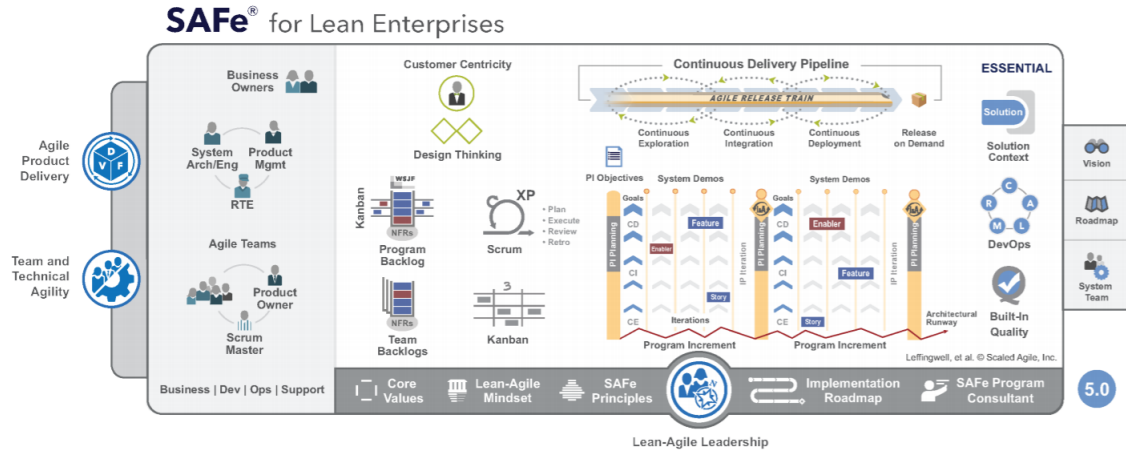 SAFe® for Lean Enterprises
Agile
Product
Delivery
Team and
Technical
Agility
Business
Owners
System
Arch/Eng
Product
Mgmt
RTE
Agile Teams
Product
Owner
Scrum
Master
Business | Dev | Ops | Support
Customer Centricity
Design Thinking
Kanban
WSJF
NFRs
Program
Backlog
XP
• Plan
• Execute
• Review
• Retro
Scrum
NFRs
Team
Backlogs
3
Kanban
Continuous Delivery Pipeline
AGILE RELEASE TRAIN
Continuous
Exploration
Continuous
Integration
Continuous
Deployment
Release
on Demand
PI Objectives
System Demos
System Demos
Goals
CD
CI
CE
PI Planning
Feature
Enabler
Story
Iterations
IP Iteration
PI Planning
Goals
CD
CI
CE
Enabler
Feature
Story
IP Iteration
PI Planning
Program Increment
Program Increment
Architectural
Runway
ESSENTIAL
Solution
Solution
Context
C
A
L
M
R
DevOps
Built-In
Quality
Leffingwell, et al. © Scaled Agile, Inc.
Vision
Roadmap
System
Team
Core
Values
Lean-Agile
Mindset
SAFe
Principles
N
Implementation
Roadmap
SAFe Program
Consultant
Lean-Agile Leadership
5.0
D
V
F